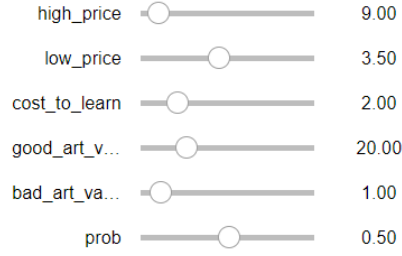 high_price 9.00
low_price 3.50
cost_to_learn 2.00
good_art_v... 20.00
bad_art_va... 1.00
prob 0.50